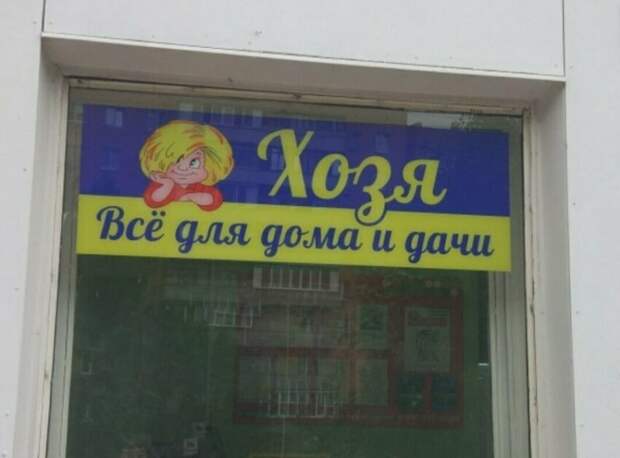 Хозя
Всё для дома и дачи